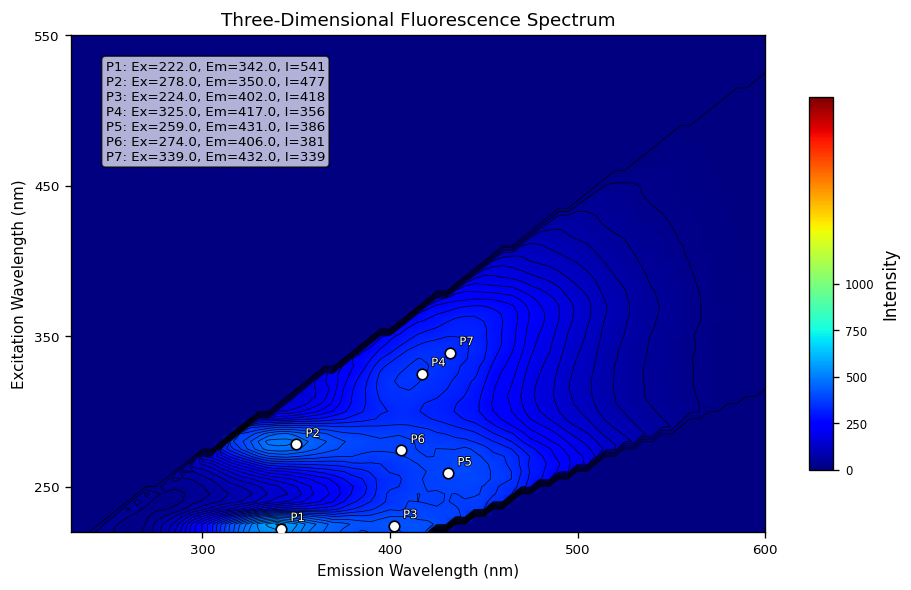 Three-Dimensional Fluorescence Spectrum
550
450
350
250
Excitation Wavelength (nm)
P1: Ex=222.0, Em=342.0, I=541
P2: Ex=278.0, Em=350.0, I=477
P3: Ex=224.0, Em=402.0, I=418
P4: Ex=325.0, Em=417.0, I=356
P5: Ex=259.0, Em=431.0, I=386
P6: Ex=274.0, Em=406.0, I=381
P7: Ex=339.0, Em=432.0, I=339
P7
P4
P2
P6
P5
P1
P3
300
400
500
600
Emission Wavelength (nm)
1000
750
500
250
0
Intensity